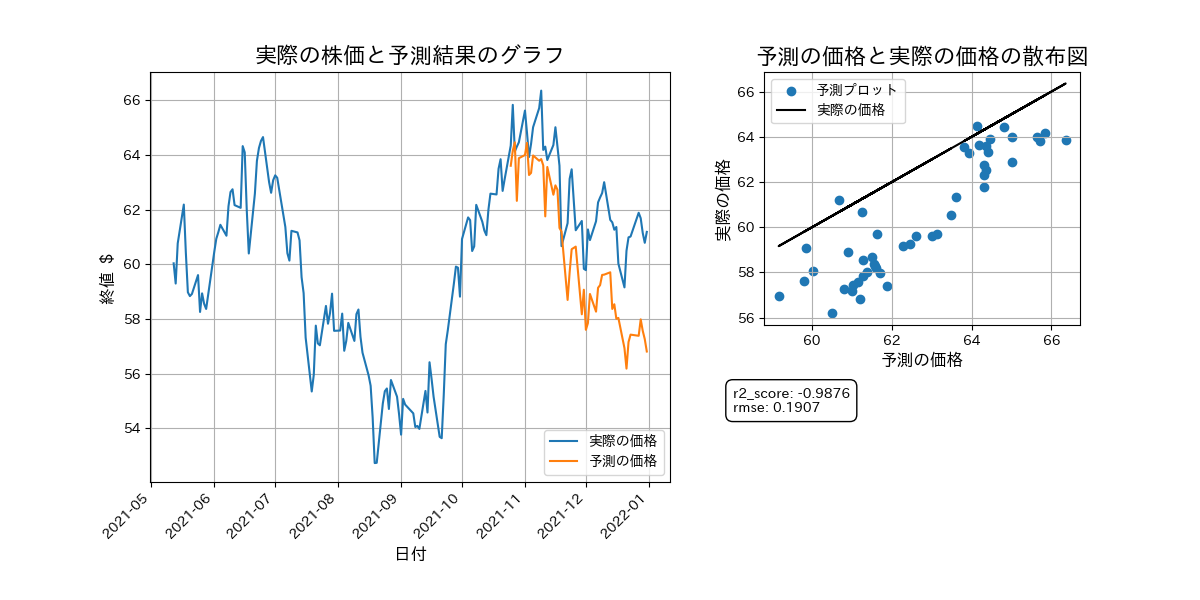 実際の株価と予測結果のグラフ
終値 $
66
64
62
60
58
56
54
2021-05
2021-06
2021-07
2021-08
2021-09
2021-10
2021-11
2021-12
2022-01
日付
実際の価格
予測の価格
予測の価格と実際の価格の散布図
予測プロット
実際の価格
実際の価格
66
64
62
60
58
56
60
62
64
66
予測の価格
r2_score: -0.9876
rmse: 0.1907